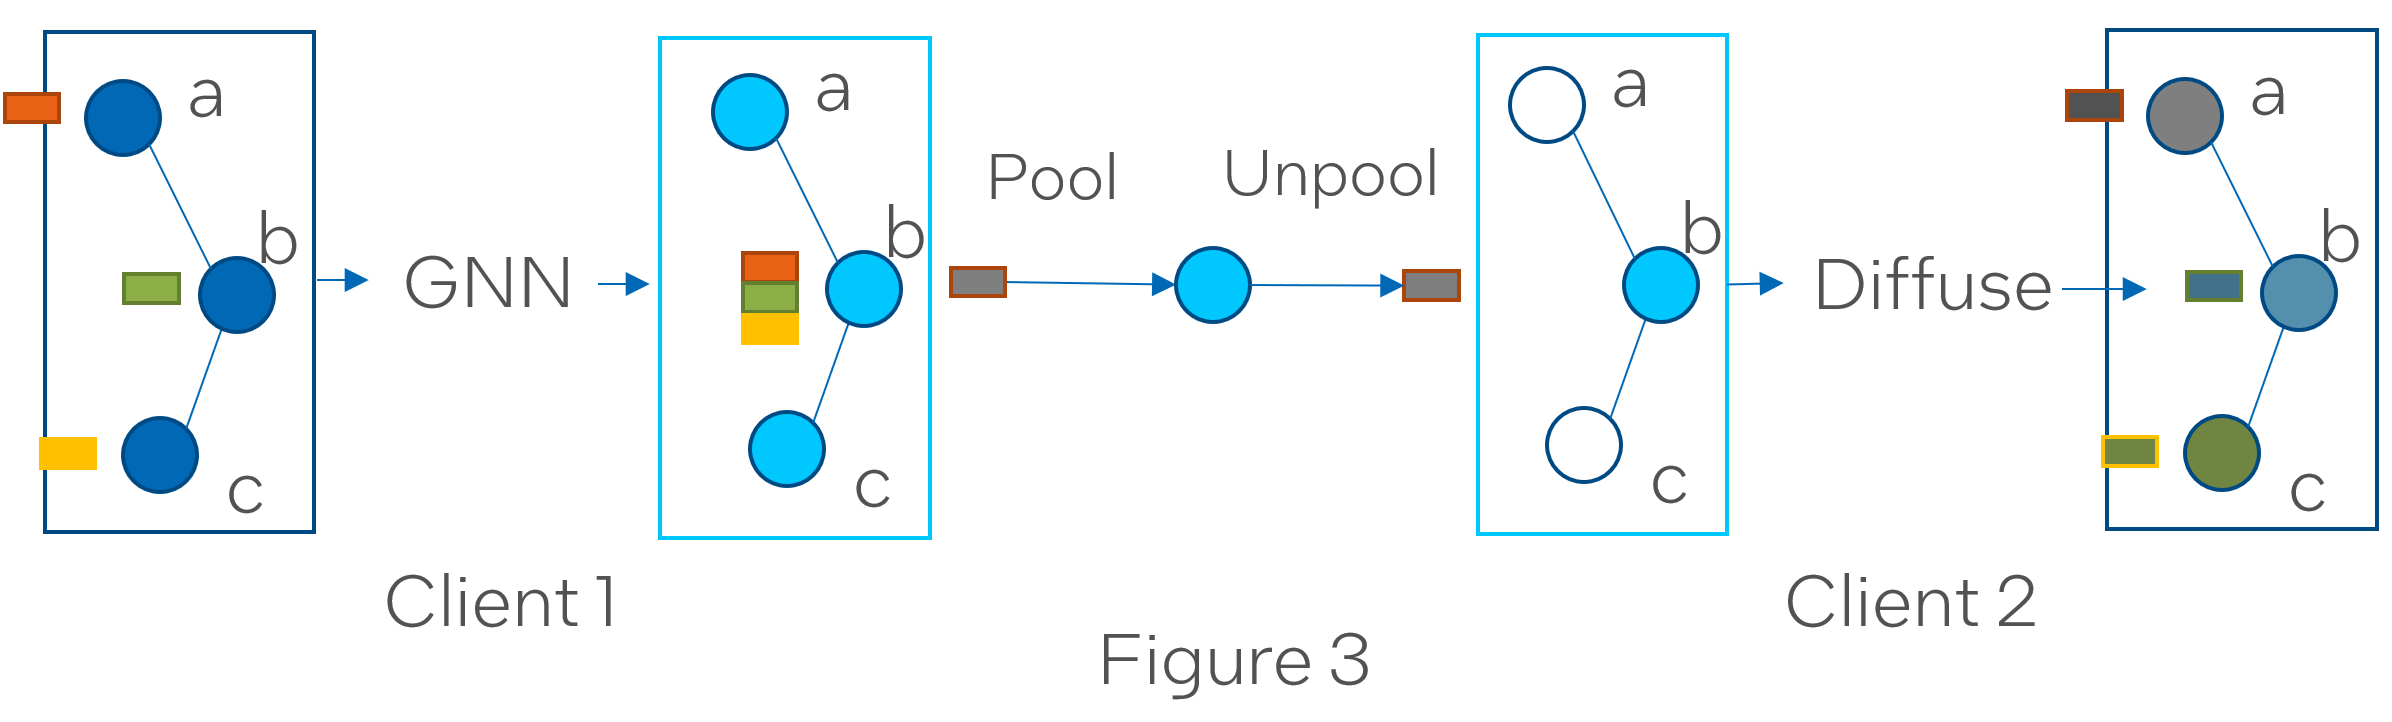 a
b
c
GNN
a
b
c
Pool
Unpool
a
b
c
Diffuse
a
b
c
Client 1
Client 2
Figure 3